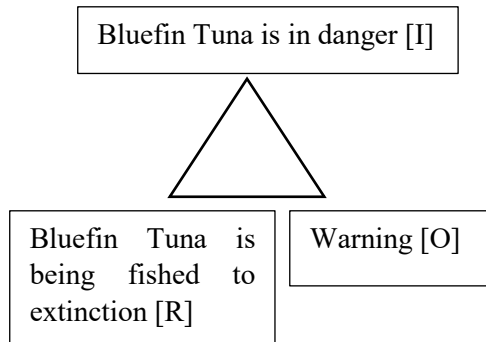 Bluefin Tuna is in danger [I]
Bluefin Tuna is
being fished to
extinction [R]
Warning [O]